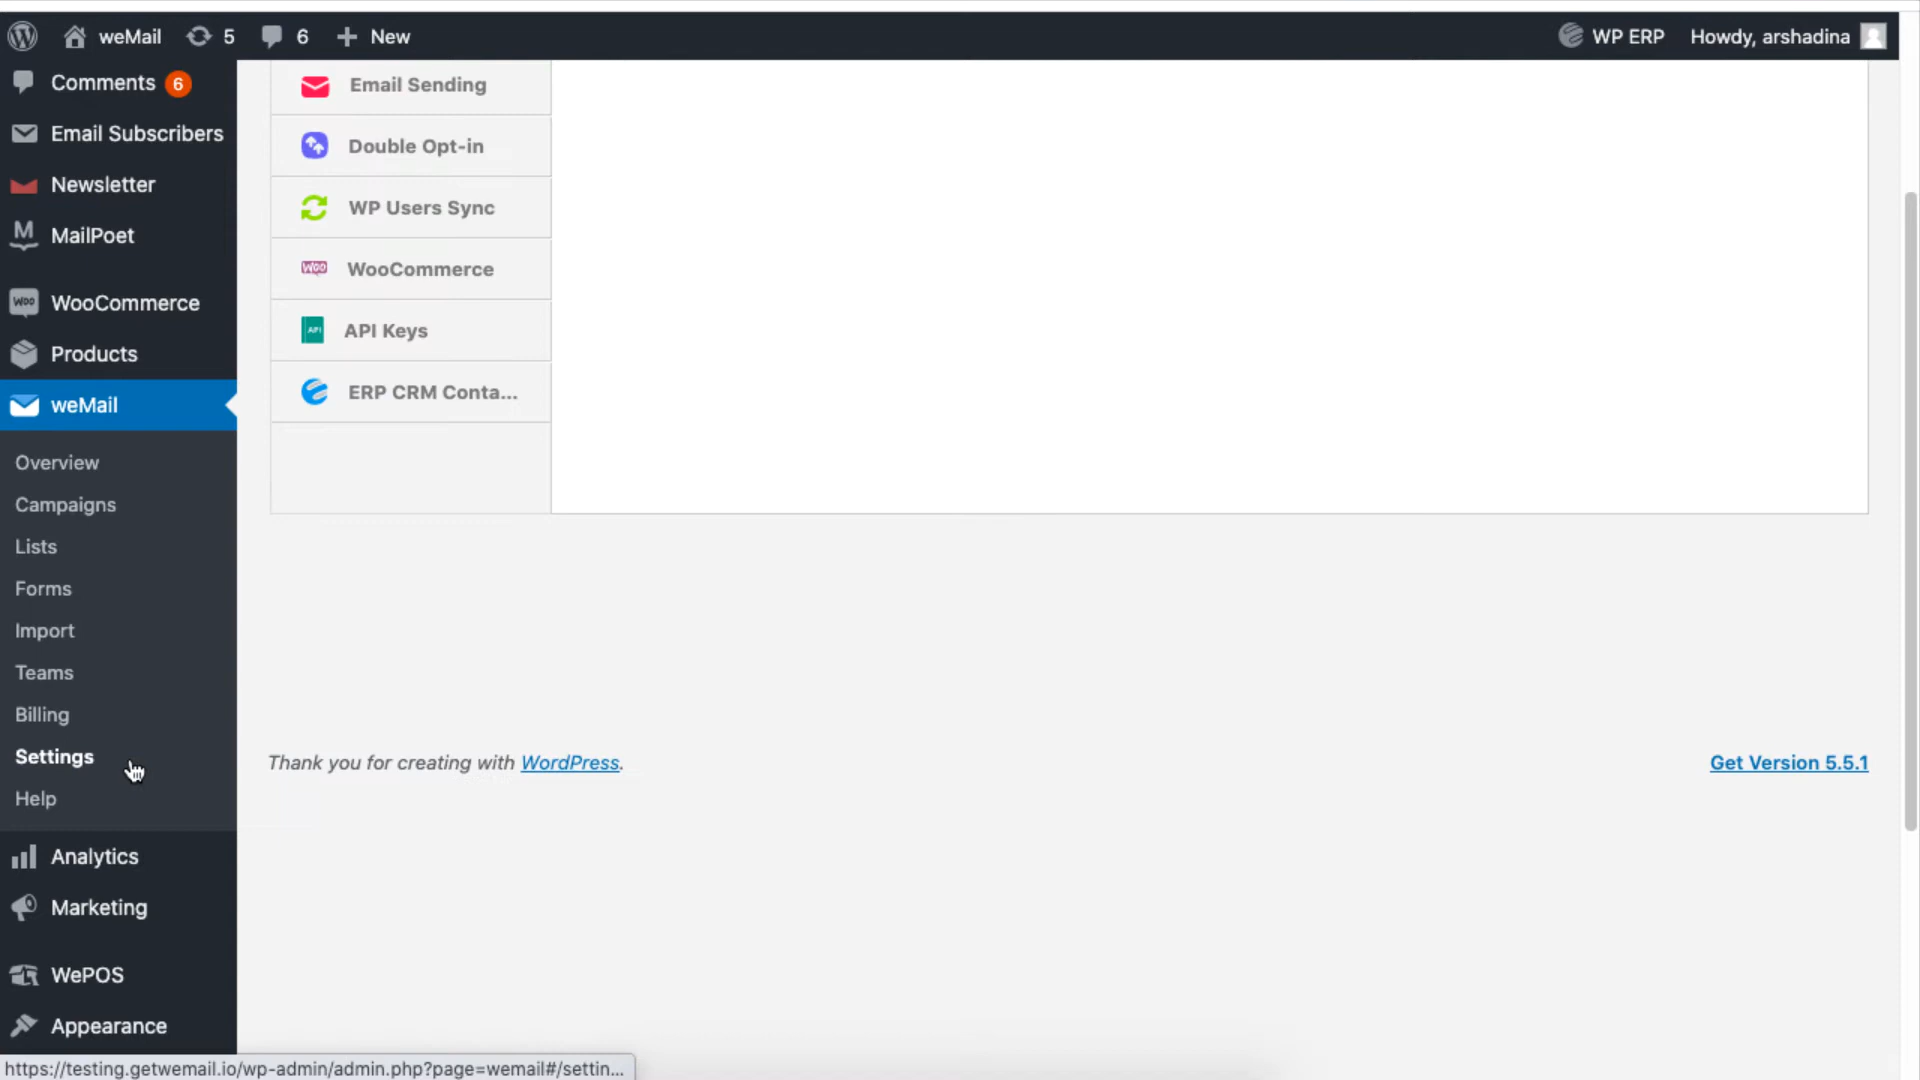 weMail 5 6 + New WP ERP Howdy, arshadina
Comments 6
Email Subscribers
Newsletter
M MailPoet
Woo WooCommerce
Products
weMail
Overview
Campaigns
Lists
Forms
Import
Teams
Billing
Settings
Help
Analytics
Marketing
WePOS
Appearance
Email Sending
Double Opt-in
WP Users Sync
Woo WooCommerce
API API Keys
ERP CRM Conta...
Thank you for creating with WordPress.
Get Version 5.5.1
https://testing.getwemail.io/wp-admin/admin.php?page=wemail#/settin...